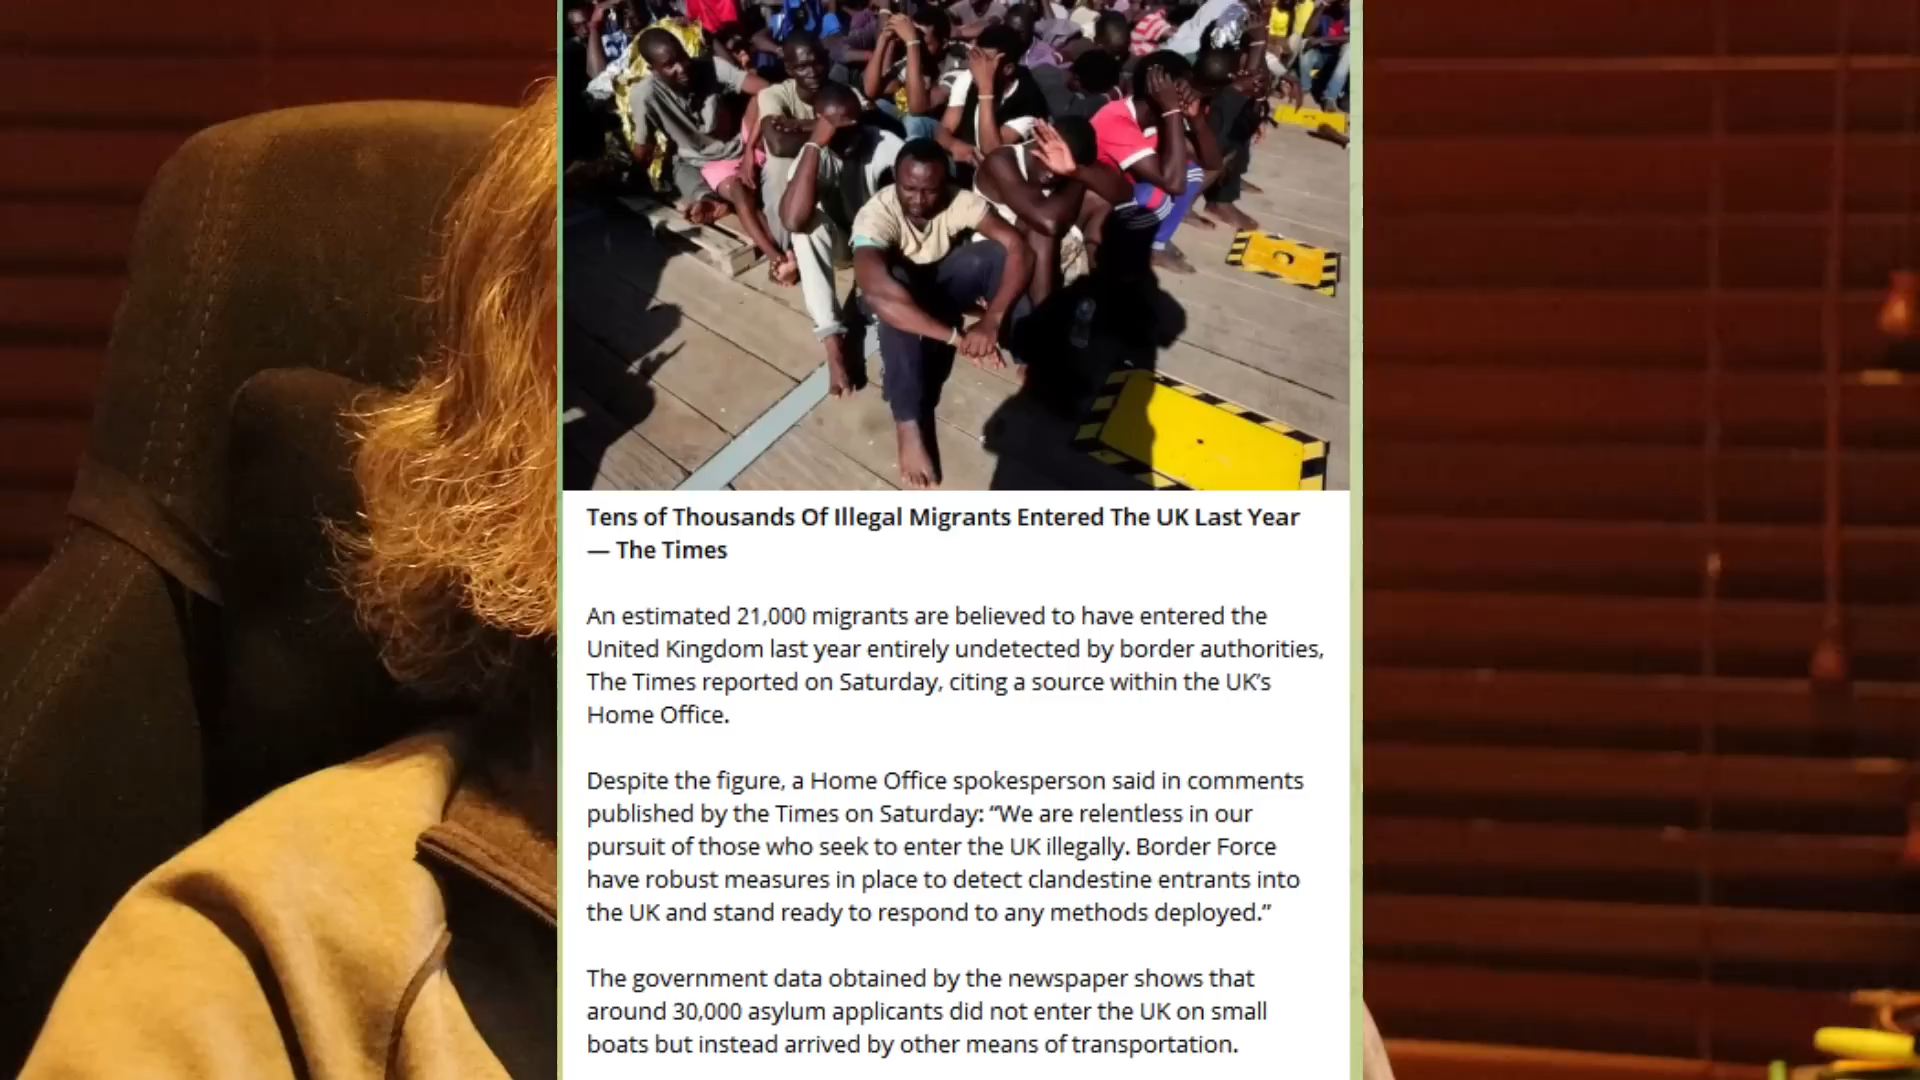 Tens of Thousands Of Illegal Migrants Entered The UK Last Year
— The Times
An estimated 21,000 migrants are believed to have entered the
United Kingdom last year entirely undetected by border authorities,
The Times reported on Saturday, citing a source within the UK’s
Home Office.
Despite the figure, a Home Office spokesperson said in comments
published by the Times on Saturday: “We are relentless in our
pursuit of those who seek to enter the UK illegally. Border Force
have robust measures in place to detect clandestine entrants into
the UK and stand ready to respond to any methods deployed.”
The government data obtained by the newspaper shows that
around 30,000 asylum applicants did not enter the UK on small
boats but instead arrived by other means of transportation.